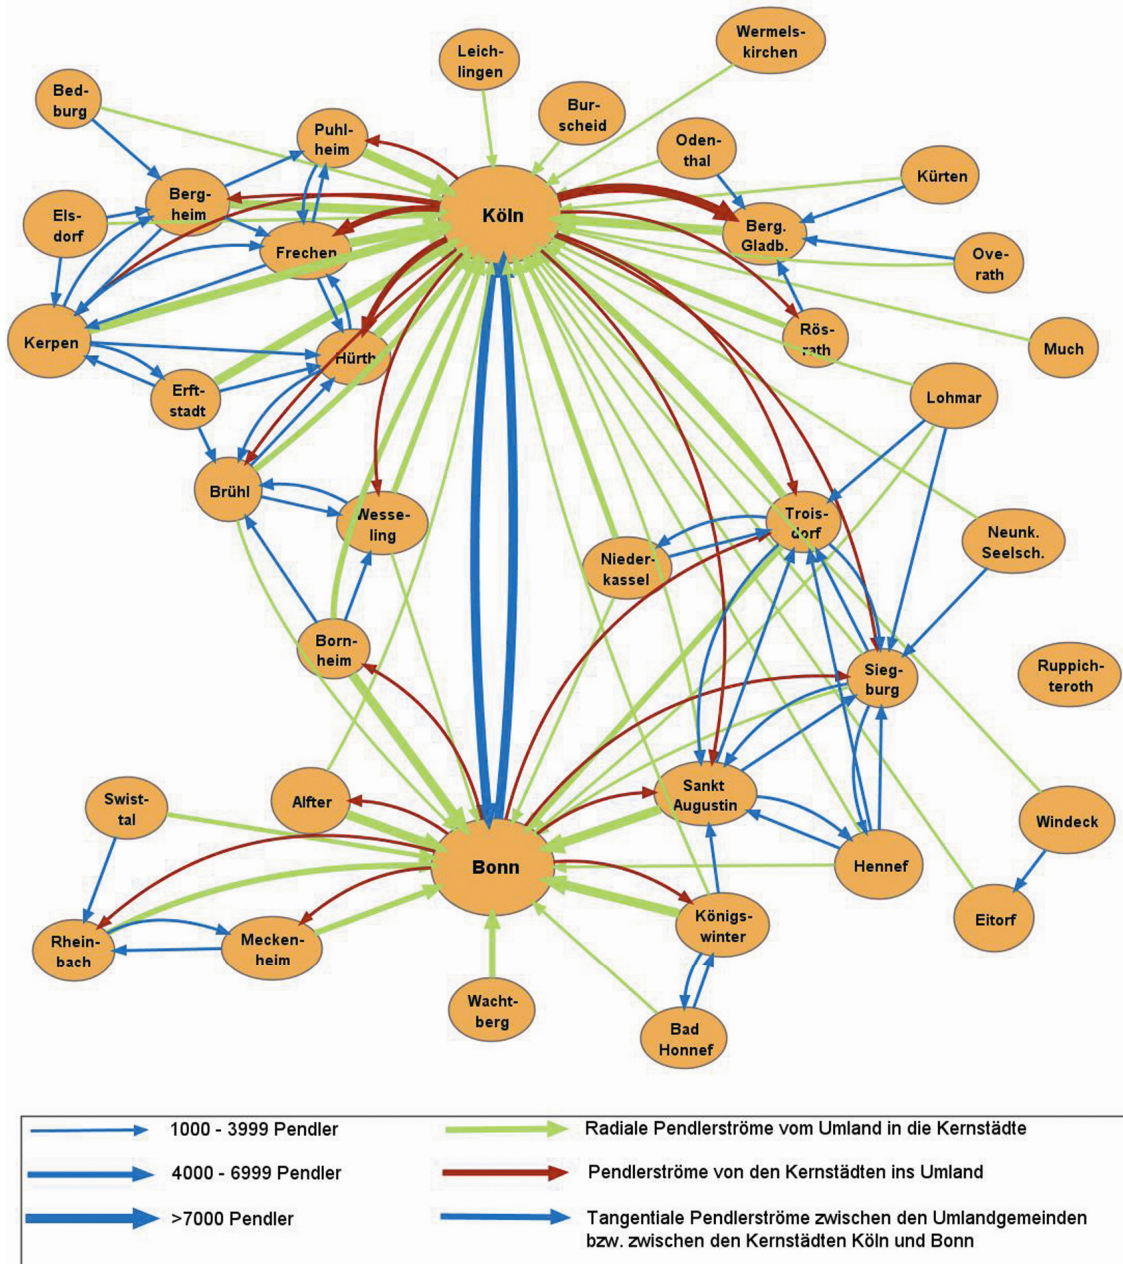 Leich-
lingen
Wermels-
kirchen
Bed-
burg
Bur-
scheid
Puhl-
heim
Oden-
thal
Kürten
Berg-
heim
Els-
dorf
Köln
Berg.
Gladb.
Frechen
Ove-
rath
Kerpen
Hürth
Rös-
rath
Much
Erft-
stadt
Lohmar
Brühl
Wesse-
ling
Trois-
dorf
Neunk.
Seelsch.
Nieder-
kassel
Born-
heim
Sieg-
burg
Ruppich-
teroth
Swist-
tal
Alfter
Sankt
Augustin
Windeck
Bonn
Hennef
Eitorf
Rhein-
bach
Mecken-
heim
Königs-
winter
Wacht-
berg
Bad
Honnef
1000 - 3999 Pendler
Radiale Pendlerströme vom Umland in die Kernstädte
4000 - 6999 Pendler
Pendlerströme von den Kernstädten ins Umland
>7000 Pendler
Tangentiale Pendlerströme zwischen den Umlandgemeinden
bzw. zwischen den Kernstädten Köln und Bonn